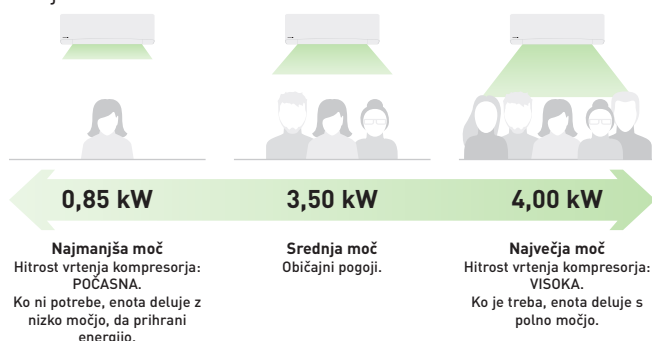 0,85 kW
3,50 kW
4,00 kW
Najmanjša moč
Hitrost vrtenja kompresorja:
POČASNA.
Ko ni potrebe, enota deluje z
nizko močjo, da prihrani
energijo.
Srednja moč
Običajni pogoji.
Največja moč
Hitrost vrtenja kompresorja:
VISOKA.
Ko je treba, enota deluje s
polno močjo.